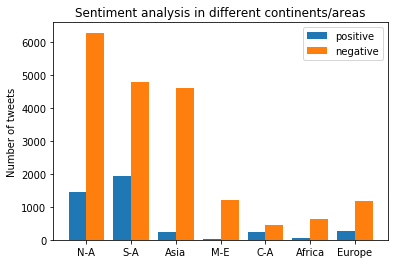 Sentiment analysis in different continents/areas
positive
negative
Number of tweets
6000
5000
4000
3000
2000
1000
0
N-A S-A Asia M-E C-A Africa Europe